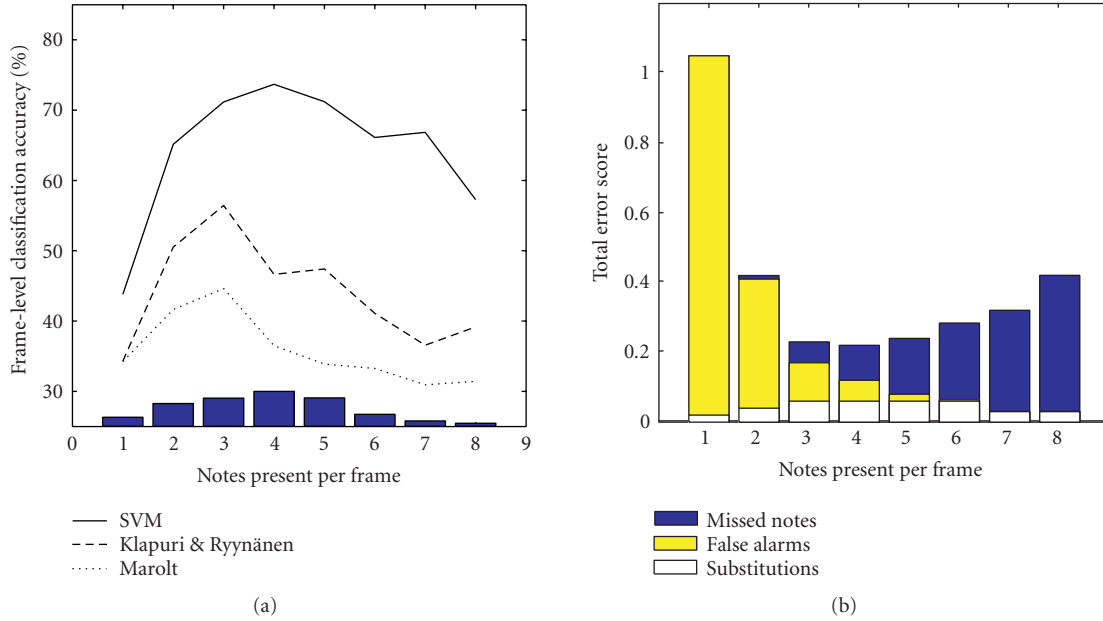 Frame-level classification accuracy (%)
80
70
60
50
40
30
0 1 2 3 4 5 6 7 8 9
Notes present per frame
SVM
Klapuri & Ryynänen
Marolt
(a)
Total error score
1
0.8
0.6
0.4
0.2
0
1 2 3 4 5 6 7 8
Notes present per frame
Missed notes
False alarms
Substitutions
(b)